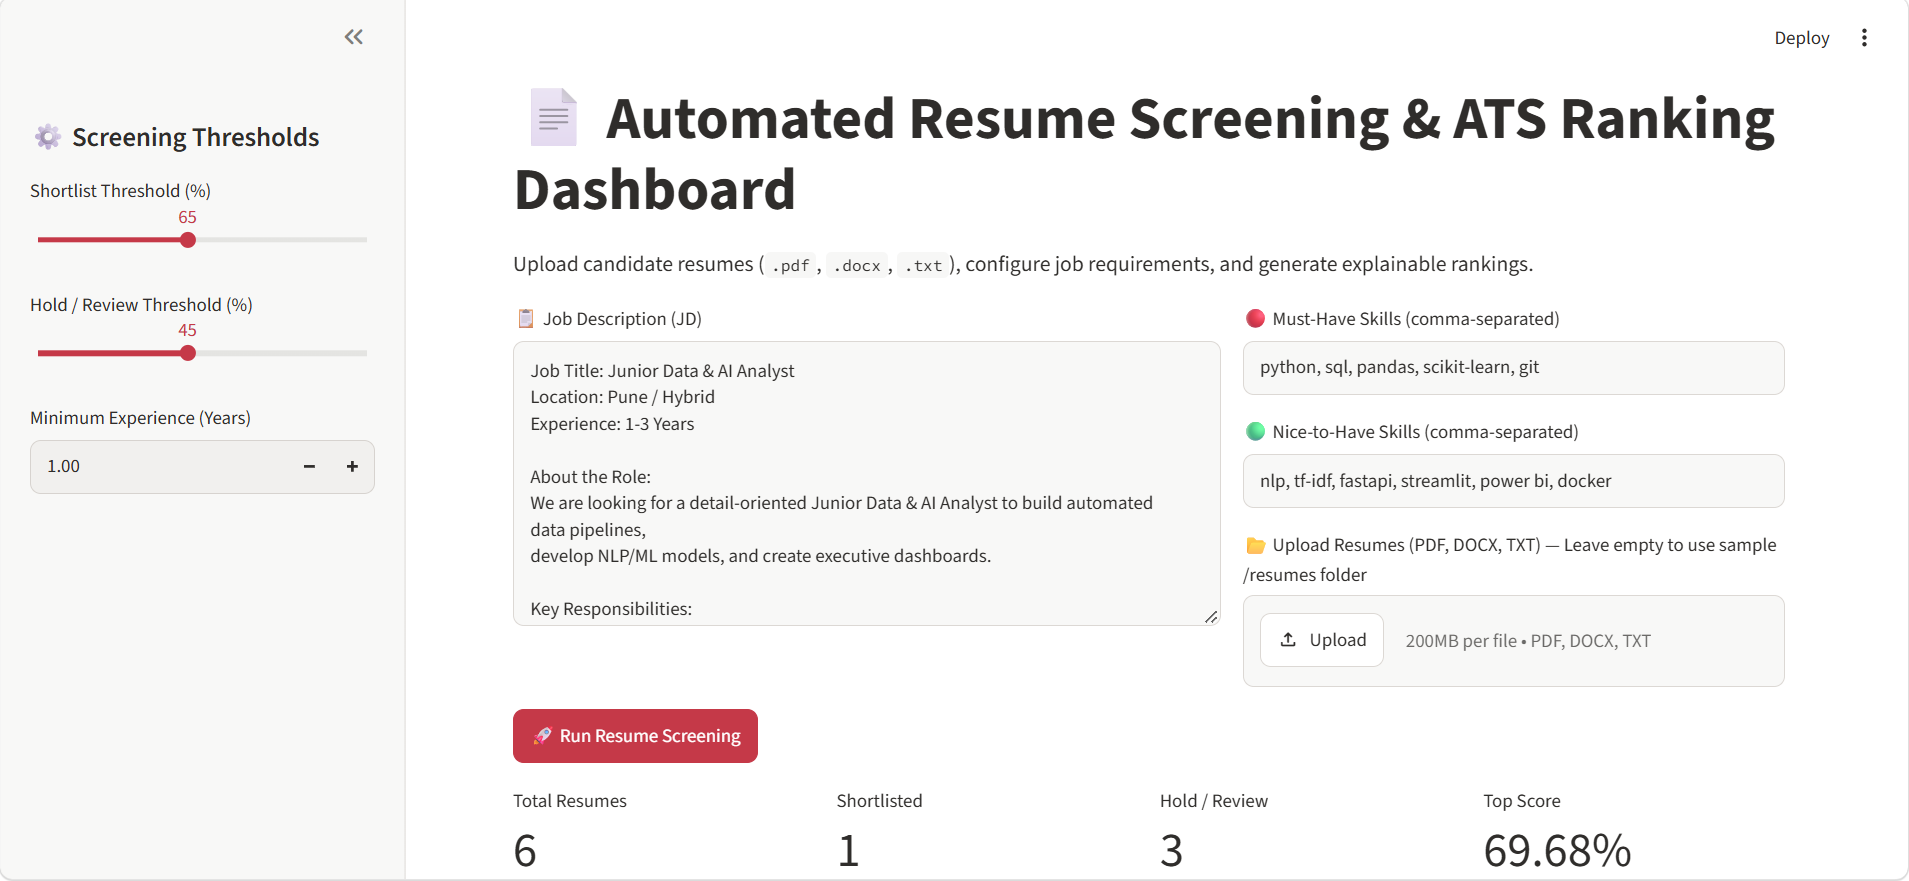 Deploy
Screening Thresholds
Shortlist Threshold (%)
65
Hold / Review Threshold (%)
45
Minimum Experience (Years)
1.00
Automated Resume Screening & ATS Ranking
Dashboard
Upload candidate resumes ( .pdf , .docx , .txt ), configure job requirements, and generate explainable rankings.
Job Description (JD)
Job Title: Junior Data & AI Analyst
Location: Pune / Hybrid
Experience: 1-3 Years
About the Role:
We are looking for a detail-oriented Junior Data & AI Analyst to build automated
data pipelines,
develop NLP/ML models, and create executive dashboards.
Key Responsibilities:
Must-Have Skills (comma-separated)
python, sql, pandas, scikit-learn, git
Nice-to-Have Skills (comma-separated)
nlp, tf-idf, fastapi, streamlit, power bi, docker
Upload Resumes (PDF, DOCX, TXT) — Leave empty to use sample
/resumes folder
Upload
200MB per file • PDF, DOCX, TXT
Run Resume Screening
Total Resumes
6
Shortlisted
1
Hold / Review
3
Top Score
69.68%